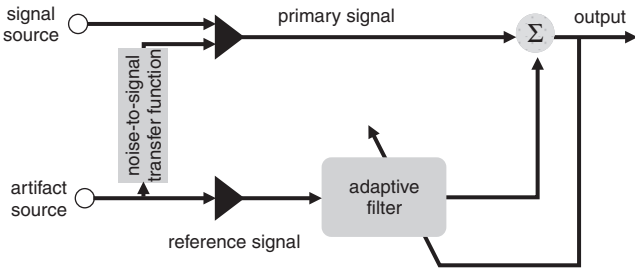 signal
source
primary signal
Σ
output
noise-to-signal
transfer function
artifact
source
reference signal
adaptive
filter